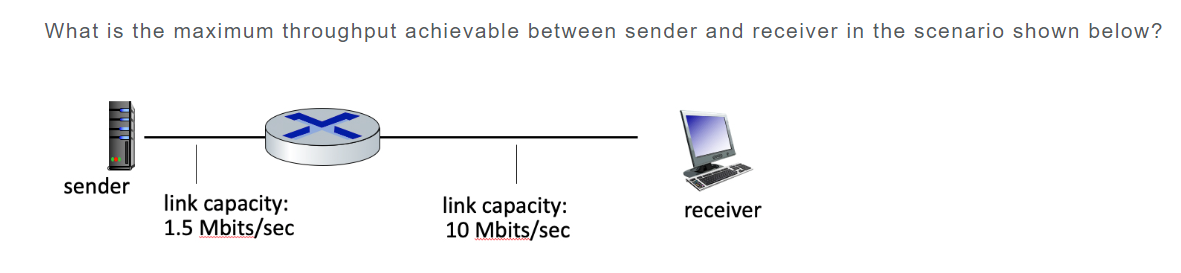 What is the maximum throughput achievable between sender and receiver in the scenario shown below?
sender
link capacity:
1.5 Mbits/sec
link capacity:
10 Mbits/sec
receiver